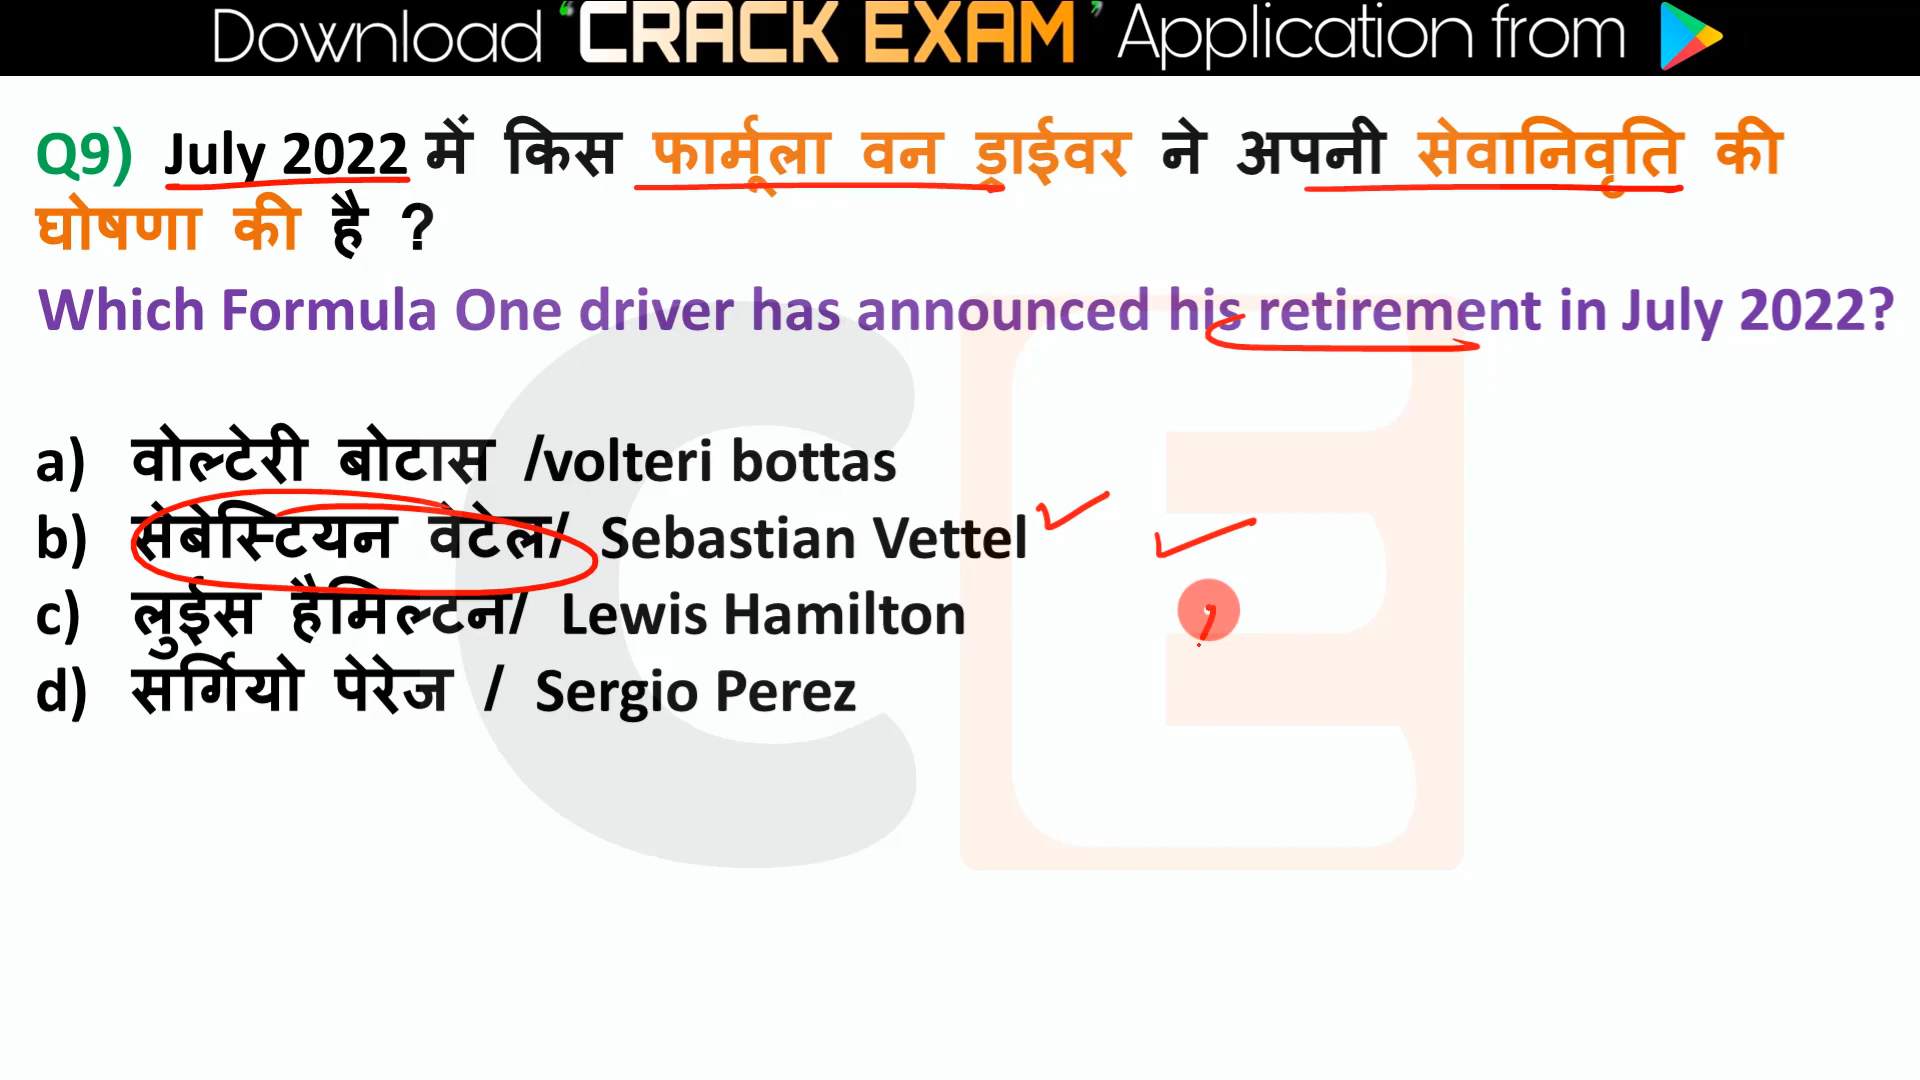 Download ‘CRACK EXAM’ Application from
Q9) July 2022 में किस फार्मूला वन ड्राईवर ने अपनी सेवानिवृति की
घोषणा की है ?
Which Formula One driver has announced his retirement in July 2022?
a) वोल्टेरी बोटास /volteri bottas
b) सेबेस्टियन वेटेल/ Sebastian Vettel
c) लुईस हैमिल्टन/ Lewis Hamilton
d) सर्गियो पेरेज / Sergio Perez
CE